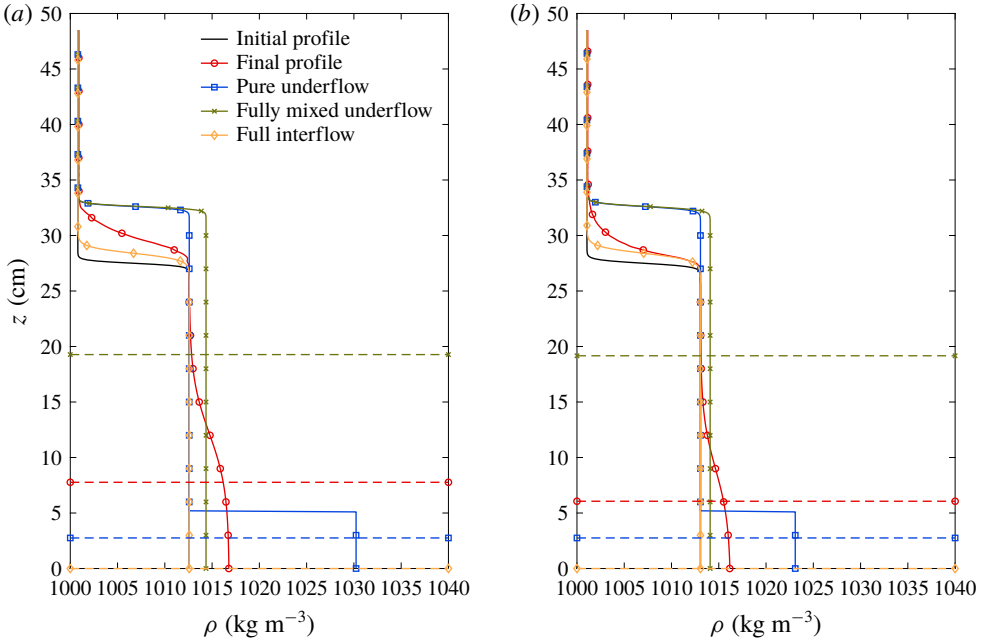 (a)
50
45
40
35
30
25
20
15
10
5
0
z (cm)
Initial profile
Final profile
Pure underflow
Fully mixed underflow
Full interflow
1000 1005 1010 1015 1020 1025 1030 1035 1040
ρ (kg m⁻³)
(b)
50
45
40
35
30
25
20
15
10
5
0
1000 1005 1010 1015 1020 1025 1030 1035 1040
ρ (kg m⁻³)